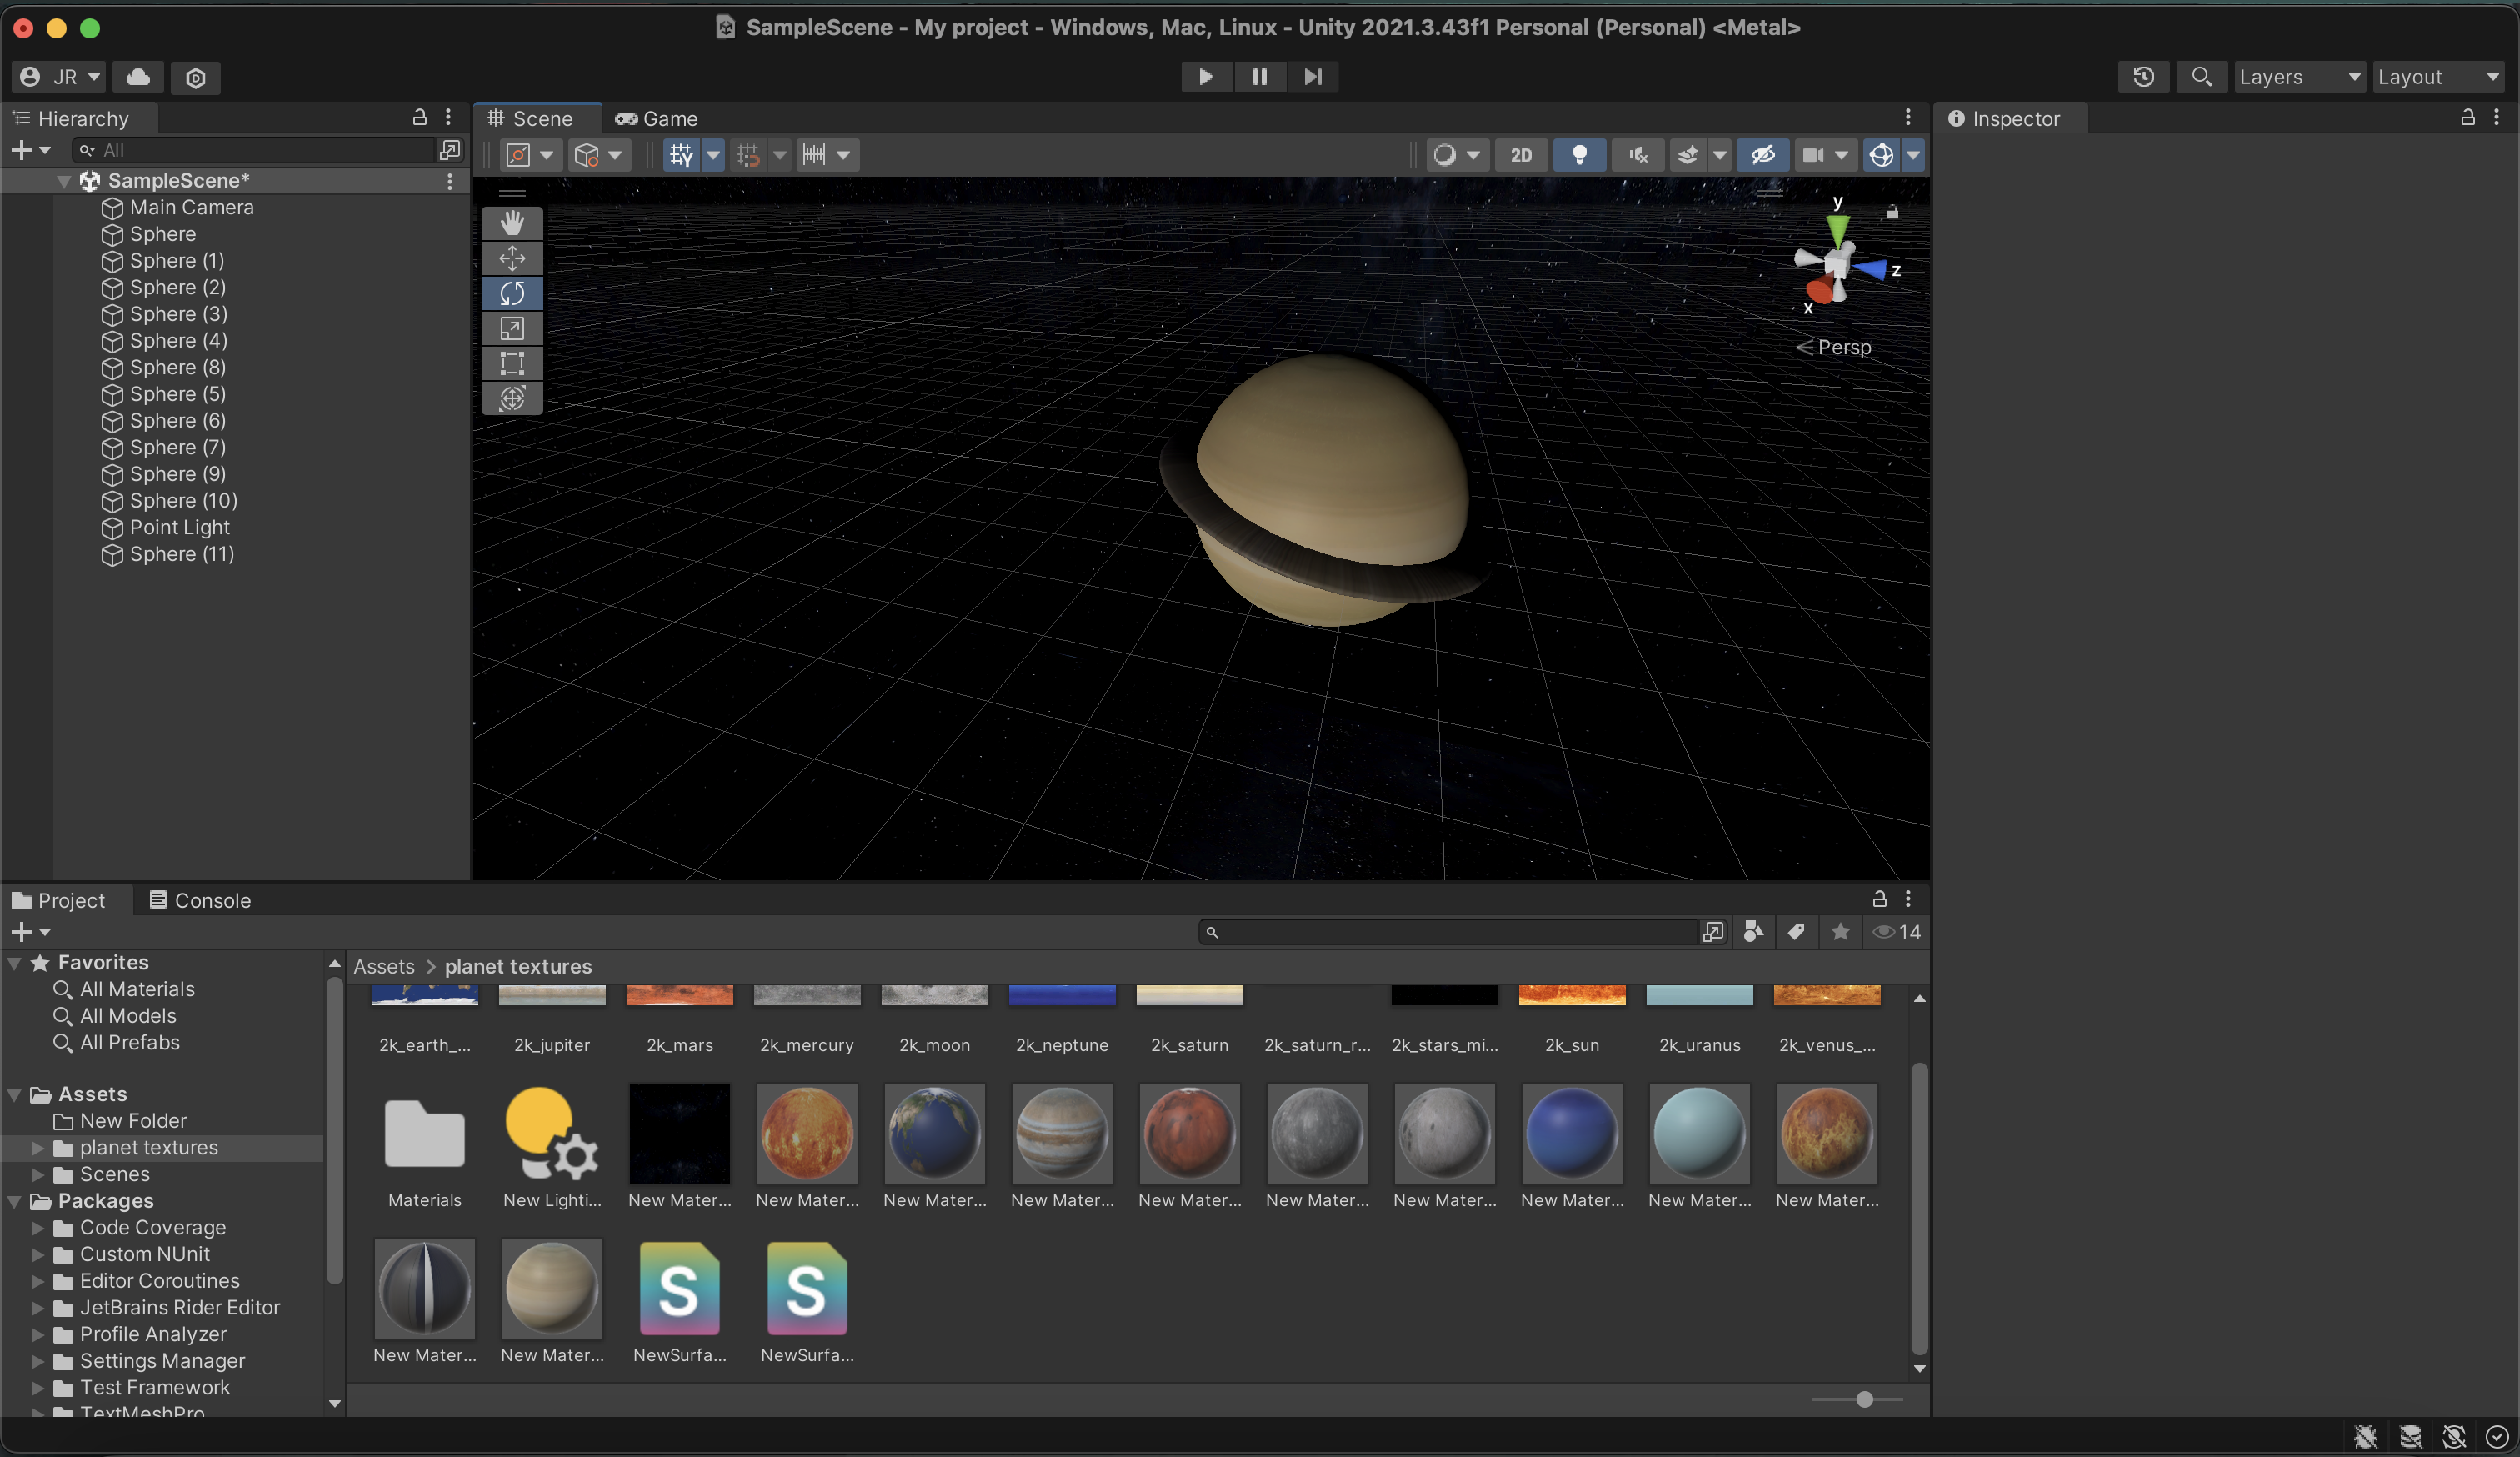 SampleScene - My project - Windows, Mac, Linux - Unity 2021.3.43f1 Personal (Personal) <Metal>
JR
Layers
Layout
Hierarchy
All
SampleScene*
Main Camera
Sphere
Sphere (1)
Sphere (2)
Sphere (3)
Sphere (4)
Sphere (8)
Sphere (5)
Sphere (6)
Sphere (7)
Sphere (9)
Sphere (10)
Point Light
Sphere (11)
Scene
Game
2D
y
z
x
Persp
Inspector
Project
Console
14
Favorites
All Materials
All Models
All Prefabs
Assets
New Folder
planet textures
Scenes
Packages
Code Coverage
Custom NUnit
Editor Coroutines
JetBrains Rider Editor
Profile Analyzer
Settings Manager
Test Framework
TextMeshPro
Assets > planet textures
2k_earth_...
2k_jupiter
2k_mars
2k_mercury
2k_moon
2k_neptune
2k_saturn
2k_saturn_r...
2k_stars_mi...
2k_sun
2k_uranus
2k_venus_...
Materials
New Lighti...
New Mater...
New Mater...
New Mater...
New Mater...
New Mater...
New Mater...
New Mater...
New Mater...
New Mater...
New Mater...
New Mater...
New Mater...
S
NewSurfa...
S
NewSurfa...